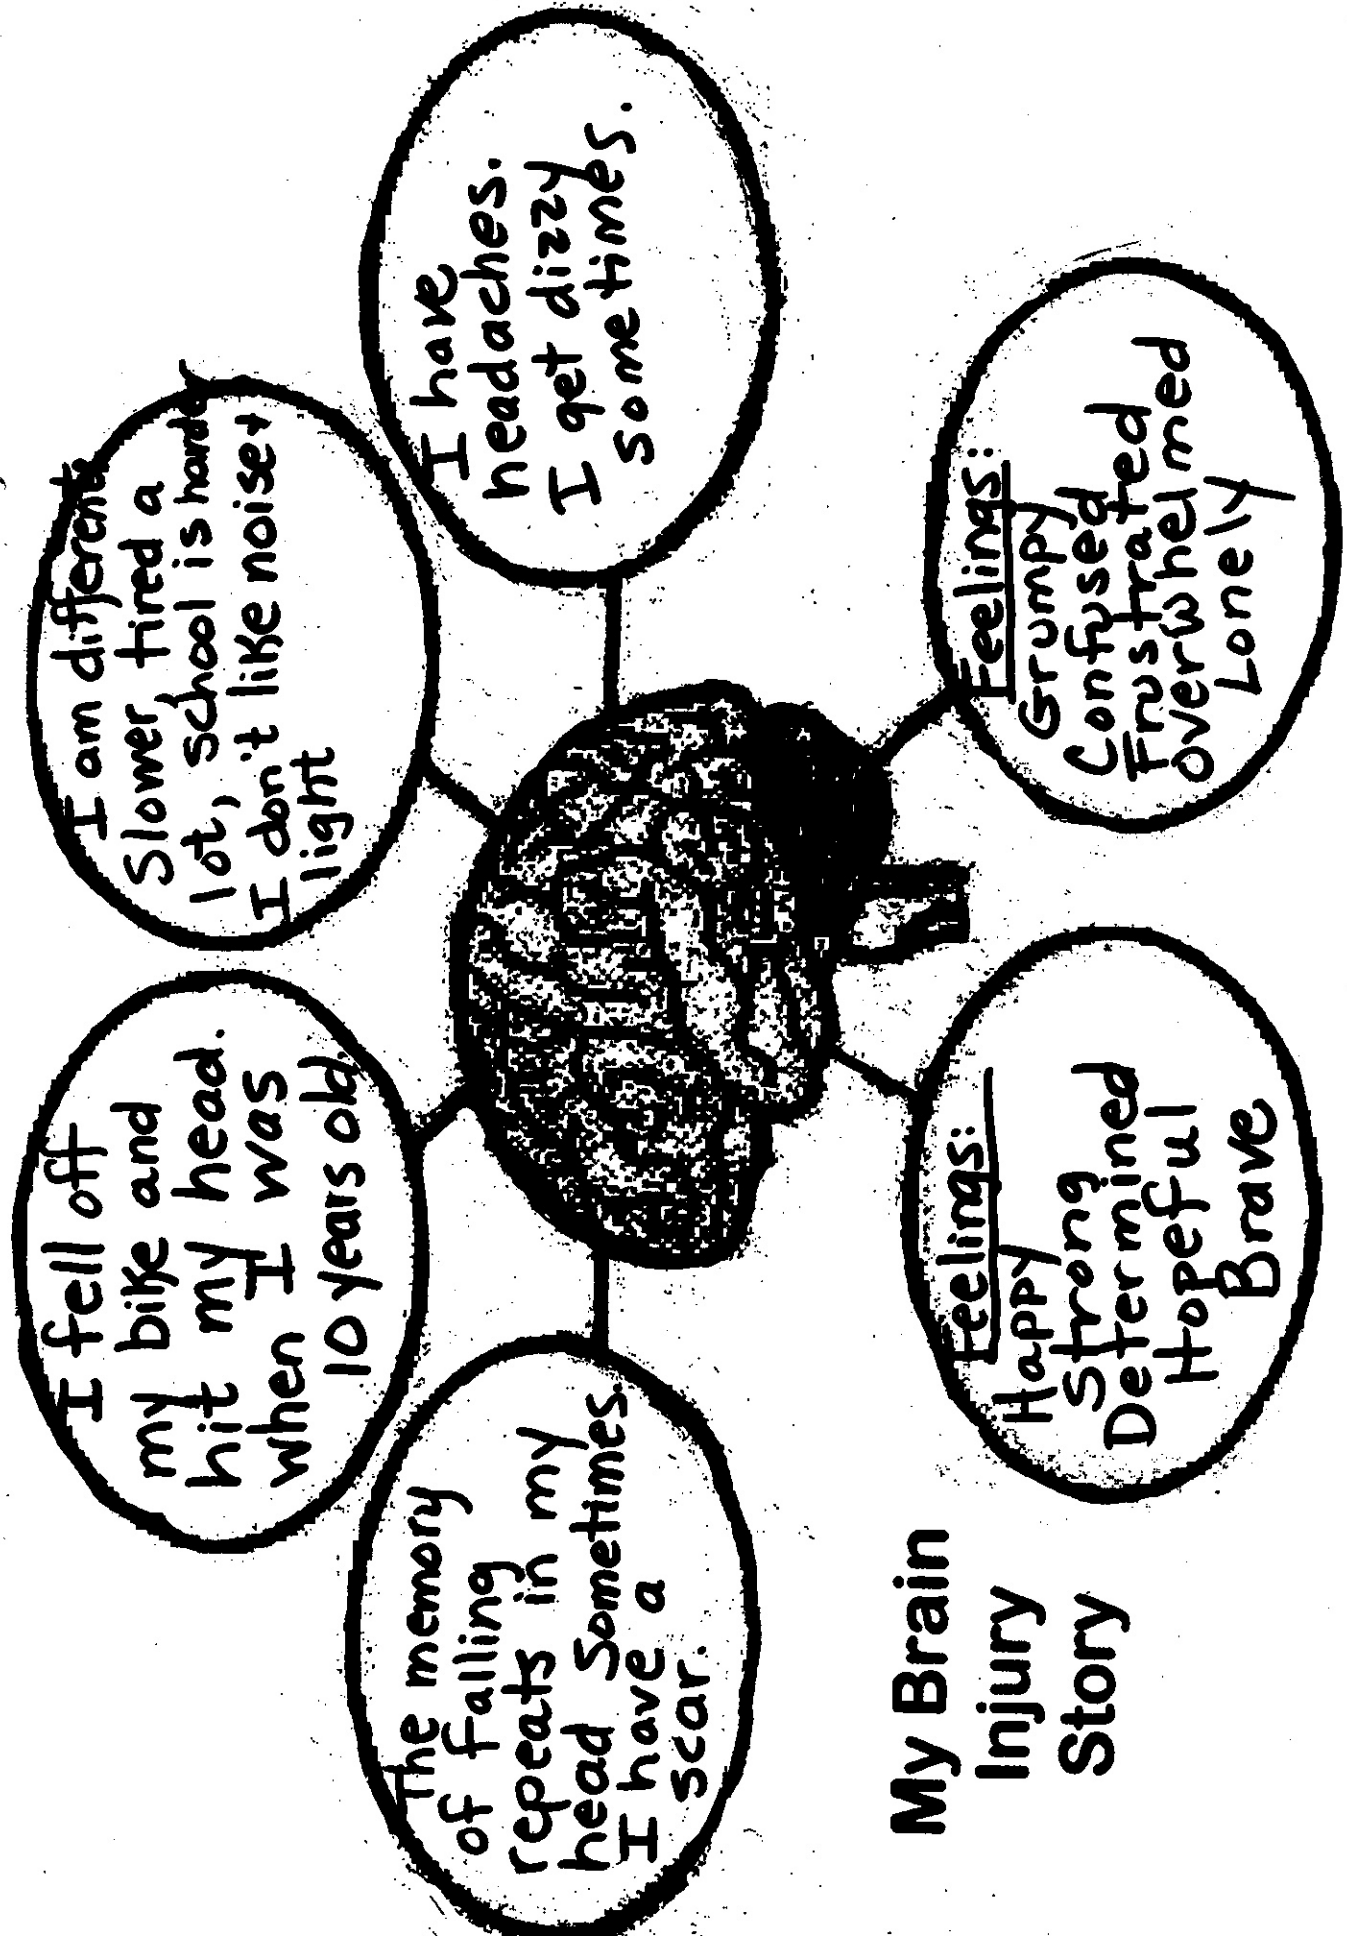 The memory
of falling
repeats in my
head sometimes.
I have a
scar.
I fell off
my bike and
hit my head.
when I was
10 years old.
I am different.
Slower, tired a
lot, school is harder
I don't like noise +
light
I have
headaches.
I get dizzy
sometimes.
Feelings:
Happy
Strong
Determined
Hopeful
Brave
Feelings:
Grumpy
Confused
Frustrated
Overwhelmed
Lonely
My Brain
Injury
Story